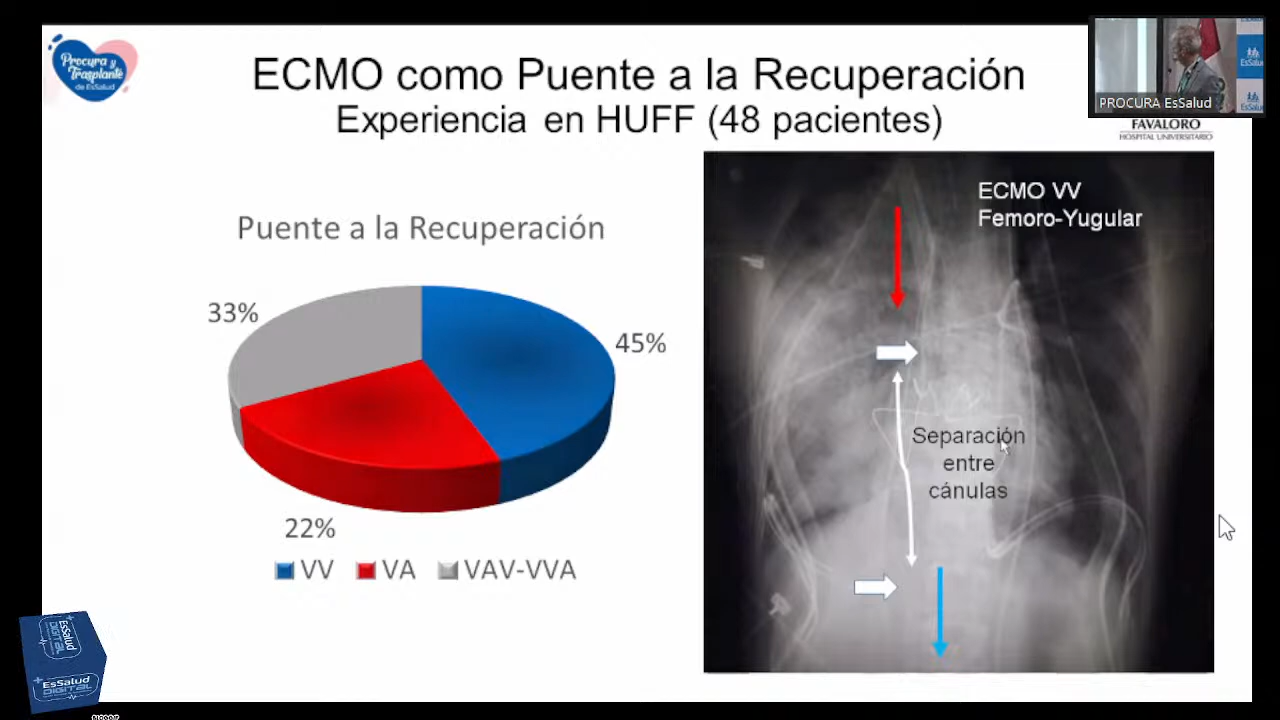 Procura y
Trasplante
de EsSalud
ECMO como Puente a la Recuperación
Experiencia en HUFF (48 pacientes)
PROCURA EsSalud
EsSalud
FAVALORO
HOSPITAL UNIVERSITARIO
Puente a la Recuperación
33%
45%
22%
VV VA VAV-VVA
ECMO VV
Femoro-Yugular
Separación
entre
cánulas
EsSalud
DIGITAL
EsSalud
DIGITAL